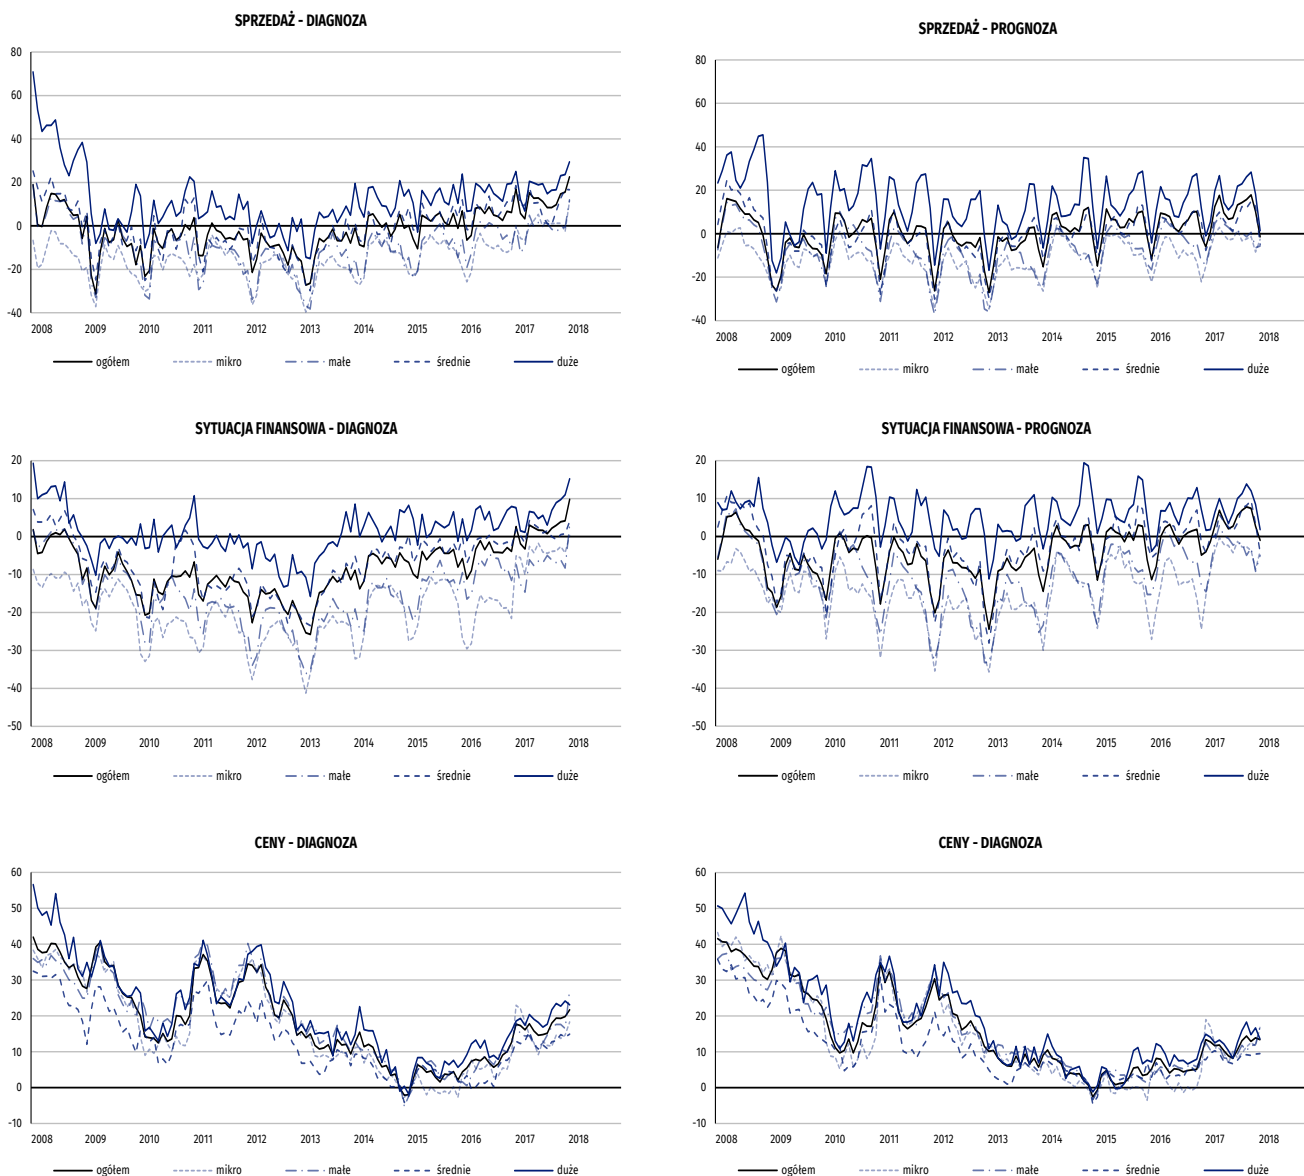 SPRZEDAŻ - DIAGNOZA
80
60
40
20
0
-20
-40
2008 2009 2010 2011 2012 2013 2014 2015 2016 2017 2018
ogółem mikro małe średnie duże
SPRZEDAŻ - PROGNOZA
80
60
40
20
0
-20
-40
2008 2009 2010 2011 2012 2013 2014 2015 2016 2017 2018
ogółem mikro małe średnie duże
SYTUACJA FINANSOWA - DIAGNOZA
20
10
0
-10
-20
-30
-40
-50
2008 2009 2010 2011 2012 2013 2014 2015 2016 2017 2018
ogółem mikro małe średnie duże
SYTUACJA FINANSOWA - PROGNOZA
20
10
0
-10
-20
-30
-40
-50
2008 2009 2010 2011 2012 2013 2014 2015 2016 2017 2018
ogółem mikro małe średnie duże
CENY - DIAGNOZA
60
50
40
30
20
10
0
-10
2008 2009 2010 2011 2012 2013 2014 2015 2016 2017 2018
ogółem mikro małe średnie duże
CENY - DIAGNOZA
60
50
40
30
20
10
0
-10
2008 2009 2010 2011 2012 2013 2014 2015 2016 2017 2018
ogółem mikro małe średnie duże